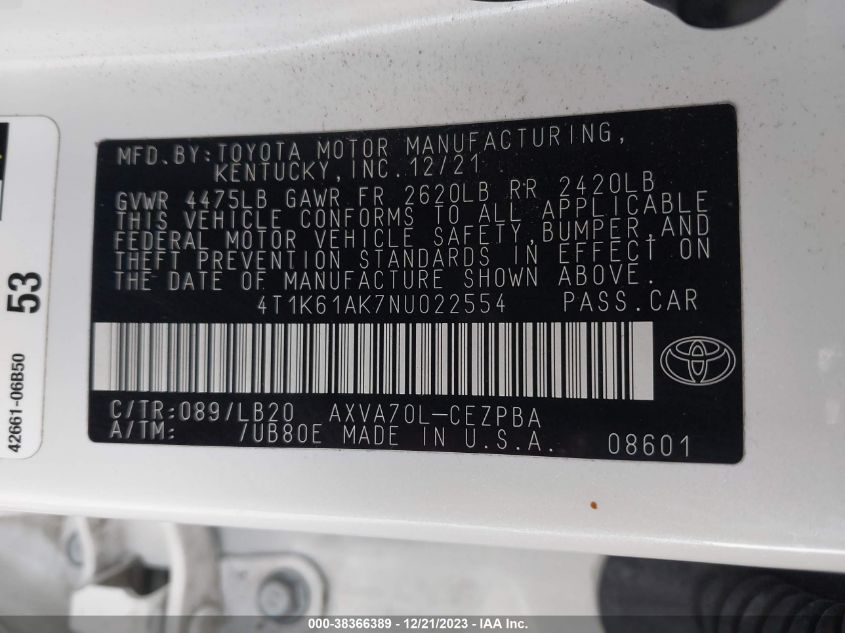 MFD.BY:TOYOTA MOTOR MANUFACTURING,
KENTUCKY,INC.12/21
GVWR 4475LB GAWR FR 2620LB RR 2420LB
THIS VEHICLE CONFORMS TO ALL APPLICABLE
FEDERAL MOTOR VEHICLE SAFETY,BUMPER,AND
THEFT PREVENTION STANDARDS IN EFFECT ON
THE DATE OF MANUFACTURE SHOWN ABOVE.
4T1K61AK7NU022554 PASS.CAR
C/TR:089/LB20 AXVA70L-CEZPBA
A/TM: /UB80E MADE IN U.S.A. 08601
53
42661-06B50
000-38366389 - 12/21/2023 - IAA Inc.